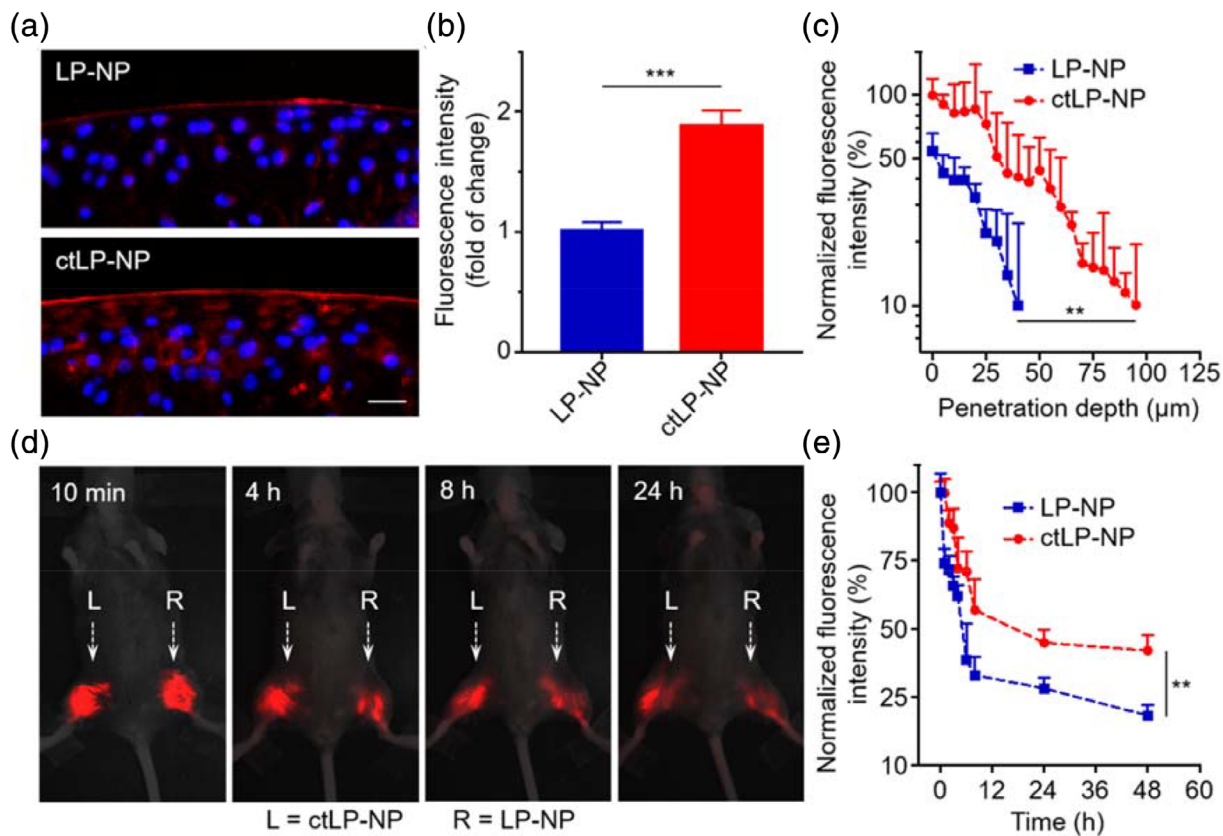 (a)
LP-NP
ctLP-NP
(b)
Fluorescence intensity
(fold of change)
2
1
0
***
LP-NP
ctLP-NP
(c)
Normalized fluorescence
intensity (%)
100
50
10
LP-NP
ctLP-NP
**
0 25 50 75 100 125
Penetration depth (μm)
(d)
10 min
4 h
8 h
24 h
L R
L R
L R
L R
L = ctLP-NP R = LP-NP
(e)
Normalized fluorescence
intensity (%)
100
75
50
25
LP-NP
ctLP-NP
**
0 12 24 36 48 60
Time (h)